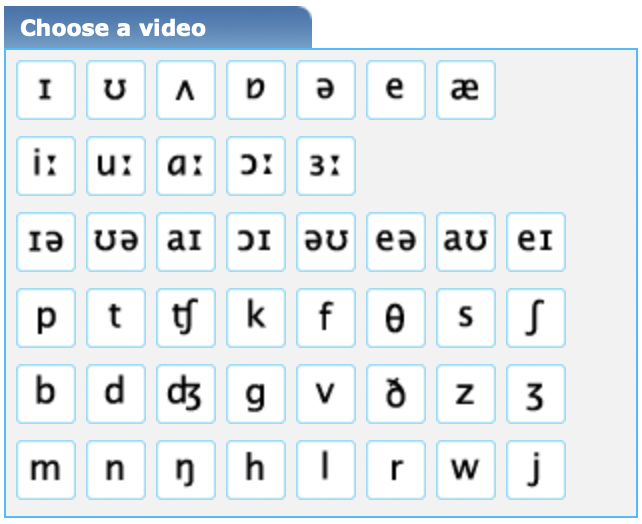 Choose a video
ɪ ʊ ʌ ɒ ə e æ
iː uː ɑː ɔː ɜː
ɪə ʊə aɪ ɔɪ əʊ eə aʊ eɪ
p t ʧ k f θ s ʃ
b d ʤ g v ð z ʒ
m n ŋ h l r w j